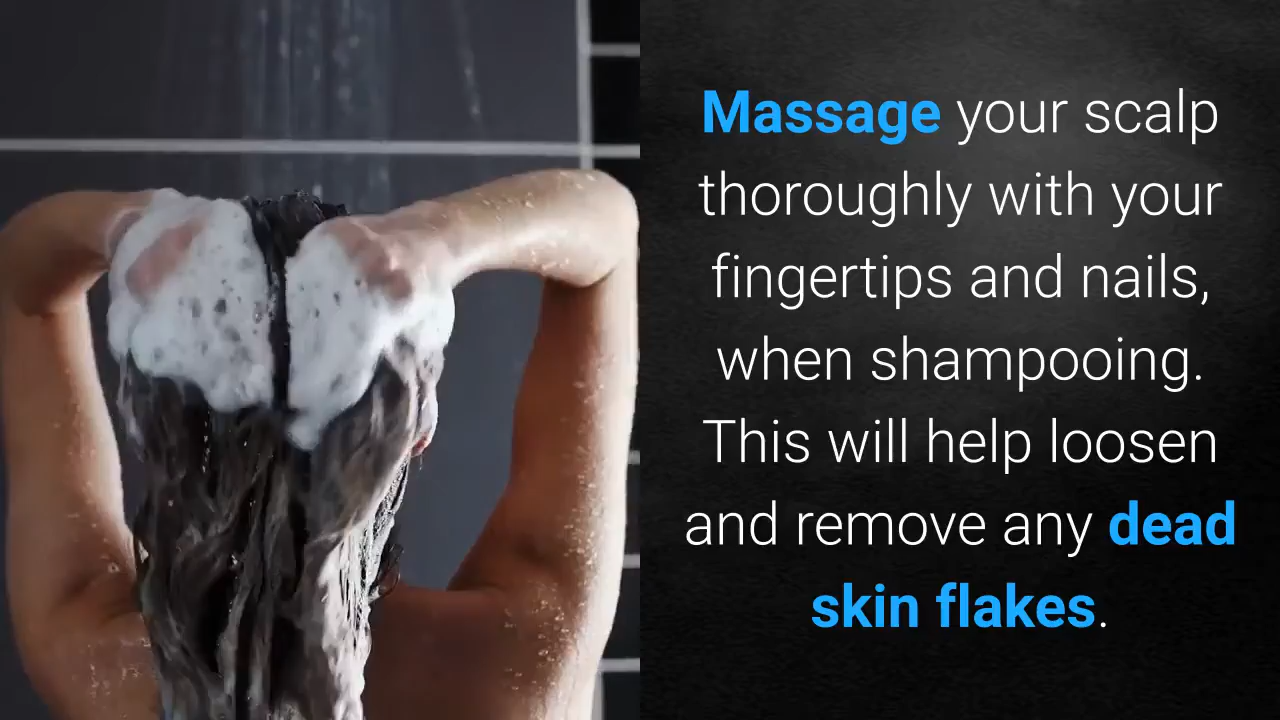 Massage your scalp
thoroughly with your
fingertips and nails,
when shampooing.
This will help loosen
and remove any dead
skin flakes.